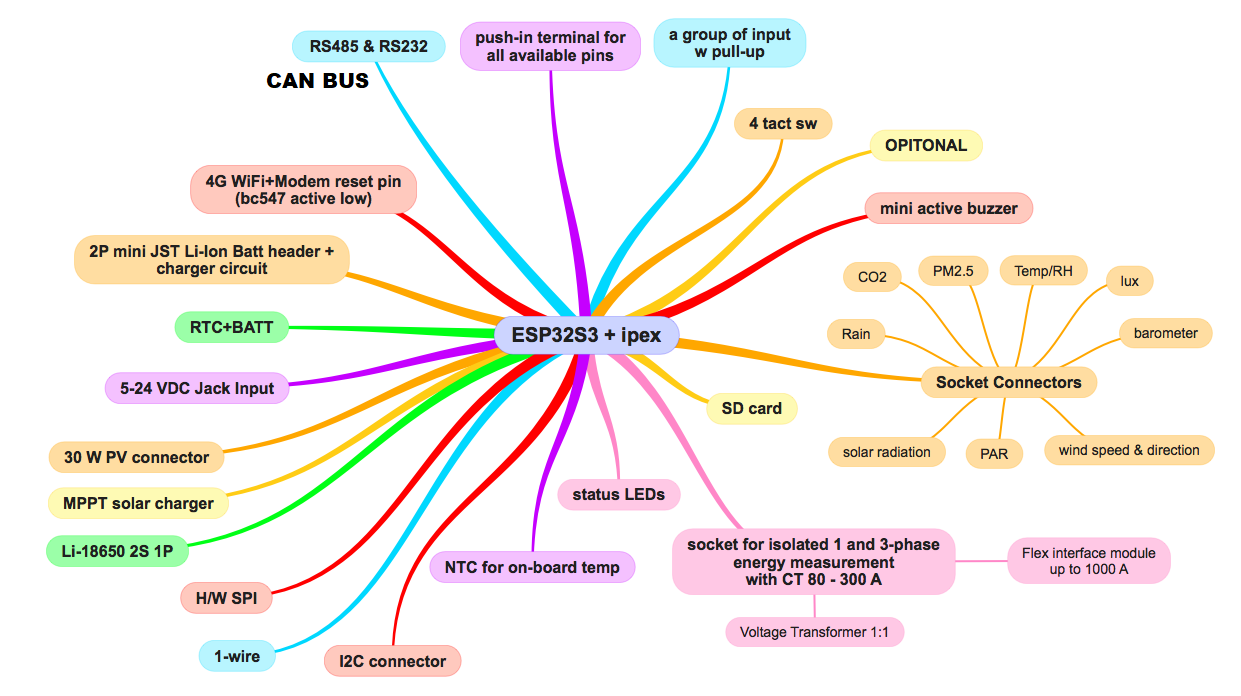 RS485 & RS232
CAN BUS
push-in terminal for
all available pins
a group of input
w pull-up
4 tact sw
OPITONAL
4G WiFi+Modem reset pin
(bc547 active low)
mini active buzzer
2P mini JST Li-Ion Batt header +
charger circuit
CO2
PM2.5
Temp/RH
lux
RTC+BATT
ESP32S3 + ipex
Rain
barometer
5-24 VDC Jack Input
Socket Connectors
SD card
30 W PV connector
solar radiation
PAR
wind speed & direction
MPPT solar charger
status LEDs
Li-18650 2S 1P
NTC for on-board temp
socket for isolated 1 and 3-phase
energy measurement
with CT 80 - 300 A
Flex interface module
up to 1000 A
H/W SPI
Voltage Transformer 1:1
1-wire
I2C connector